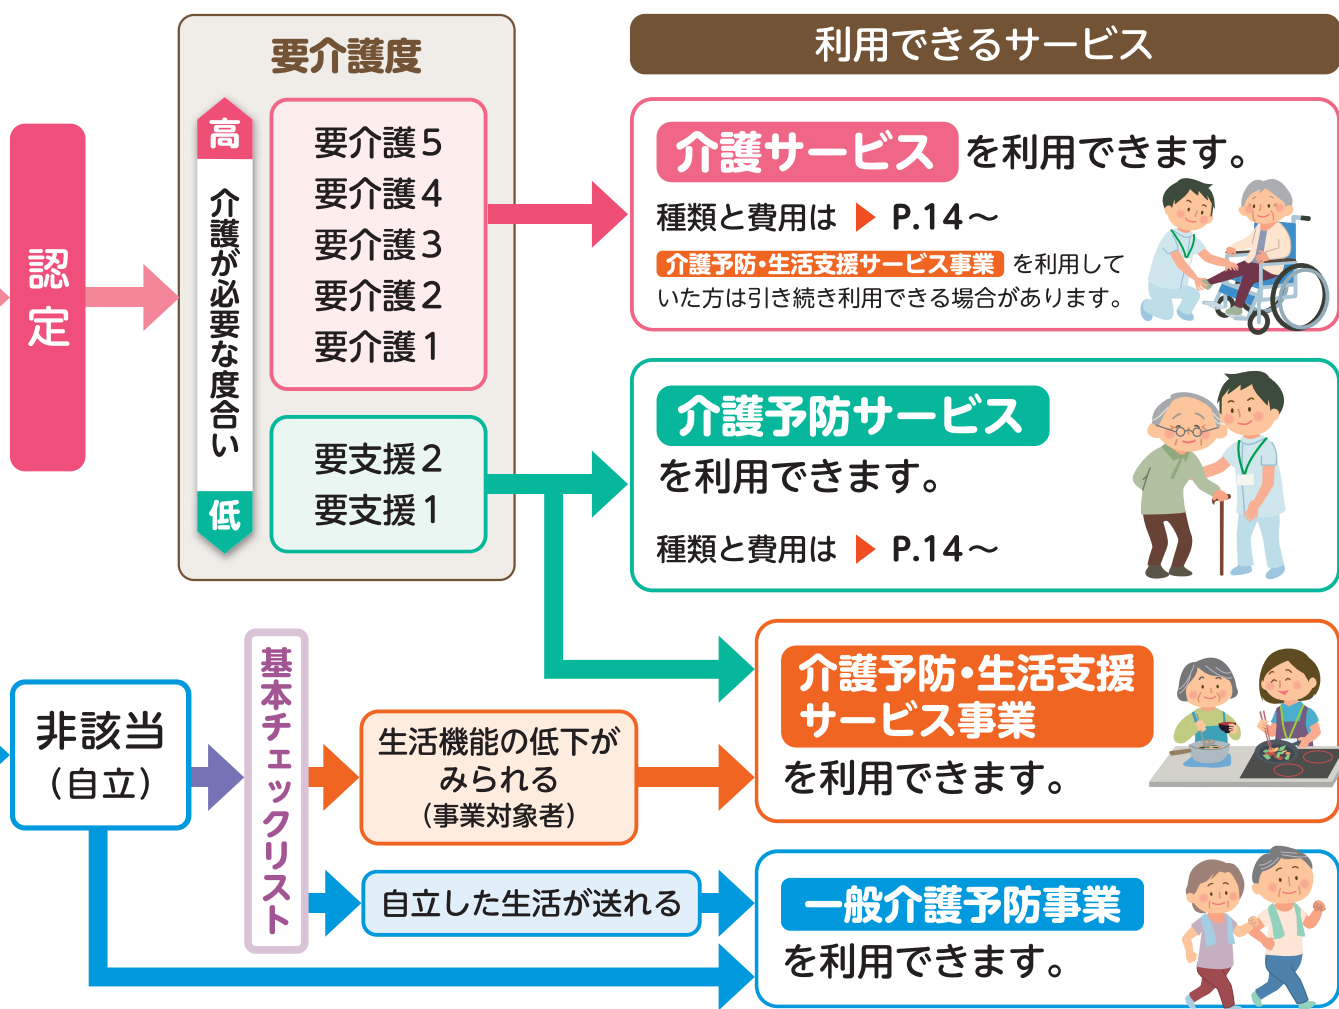 要介護度
利用できるサービス
認定
高
介護が必要な度合い
低
要介護5
要介護4
要介護3
要介護2
要介護1
要支援2
要支援1
介護サービス を利用できます。
種類と費用は ▶ P.14～
介護予防・生活支援サービス事業 を利用して
いた方は引き続き利用できる場合があります。
介護予防サービス
を利用できます。
種類と費用は ▶ P.14～
非該当
(自立)
基本チェックリスト
生活機能の低下が
みられる
(事業対象者)
自立した生活が送れる
介護予防・生活支援
サービス事業
を利用できます。
一般介護予防事業
を利用できます。